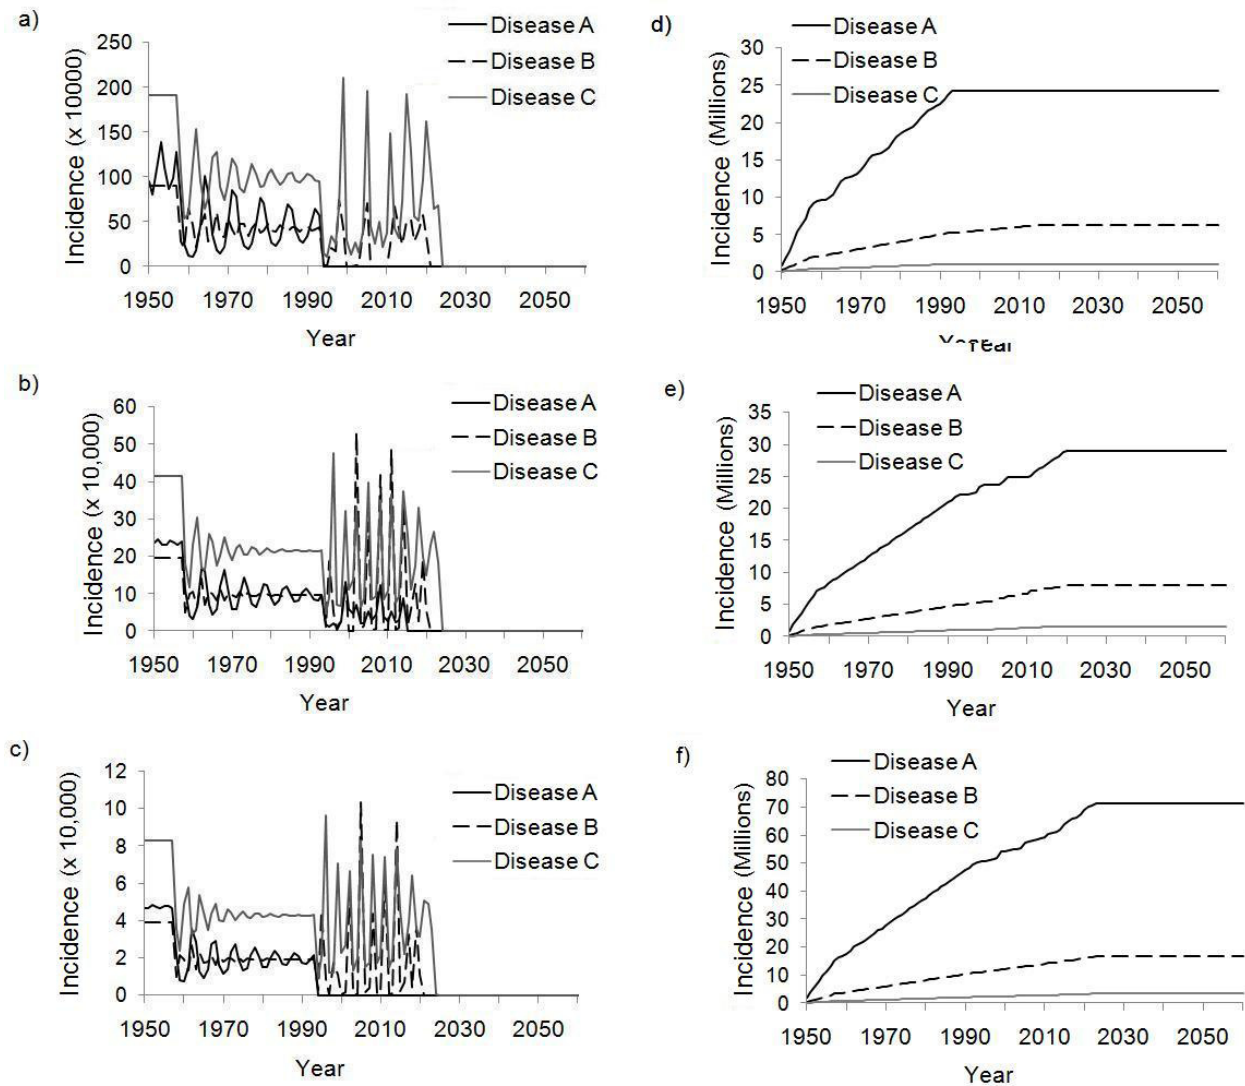 a)
Disease A
Disease B
Disease C
Incidence (x 10000)
250
200
150
100
50
0
1950 1970 1990 2010 2030 2050
Year
d)
Disease A
Disease B
Disease C
Incidence (Millions)
30
25
20
15
10
5
0
1950 1970 1990 2010 2030 2050
Year
b)
Disease A
Disease B
Disease C
Incidence (x 10,000)
60
50
40
30
20
10
0
1950 1970 1990 2010 2030 2050
Year
e)
Disease A
Disease B
Disease C
Incidence (Millions)
35
30
25
20
15
10
5
0
1950 1970 1990 2010 2030 2050
Year
c)
Disease A
Disease B
Disease C
Incidence (x 10,000)
12
10
8
6
4
2
0
1950 1970 1990 2010 2030 2050
Year
f)
Disease A
Disease B
Disease C
Incidence (Millions)
80
70
60
50
40
30
20
10
0
1950 1970 1990 2010 2030 2050
Year